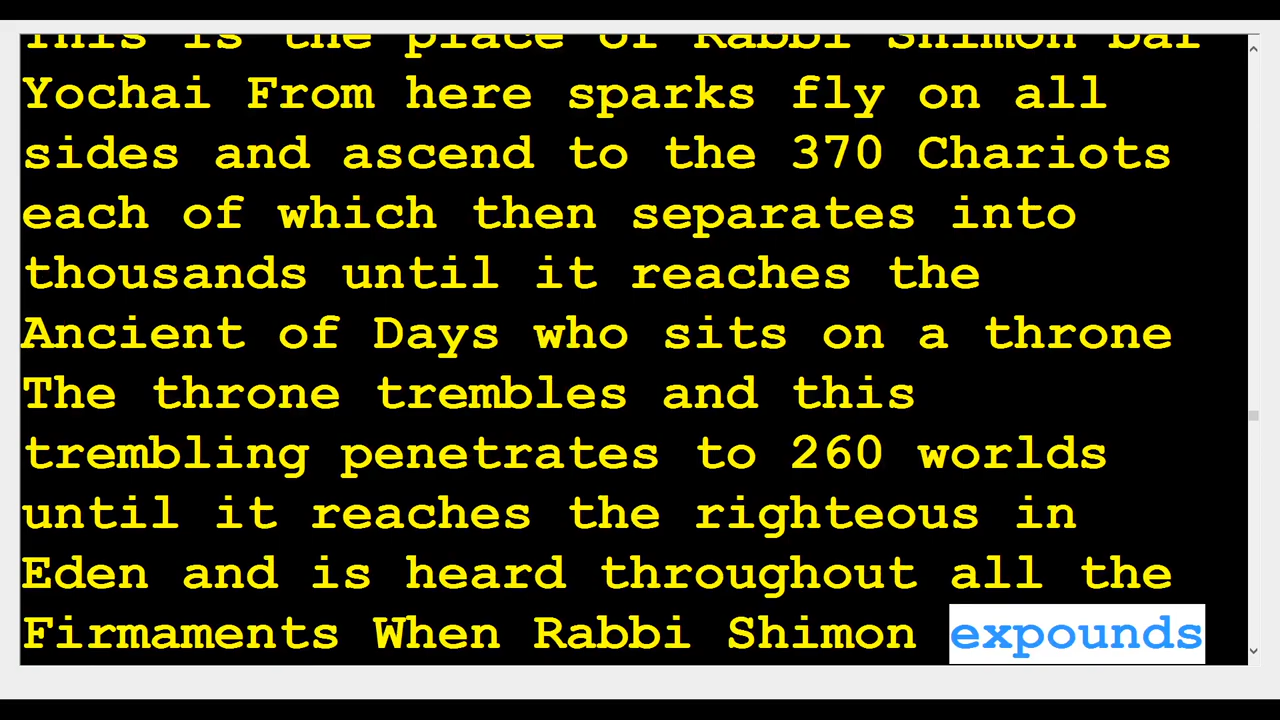 This is the place of Rabbi Shimon bar
Yochai From here sparks fly on all
sides and ascend to the 370 Chariots
each of which then separates into
thousands until it reaches the
Ancient of Days who sits on a throne
The throne trembles and this
trembling penetrates to 260 worlds
until it reaches the righteous in
Eden and is heard throughout all the
Firmaments When Rabbi Shimon expounds